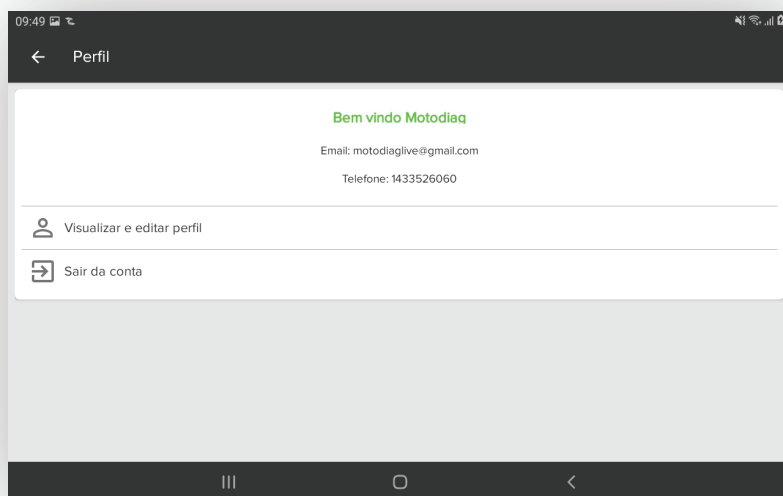 09:49
Perfil
Bem vindo Motodiag
Email: motodiaglive@gmail.com
Telefone: 1433526060
Visualizar e editar perfil
Sair da conta